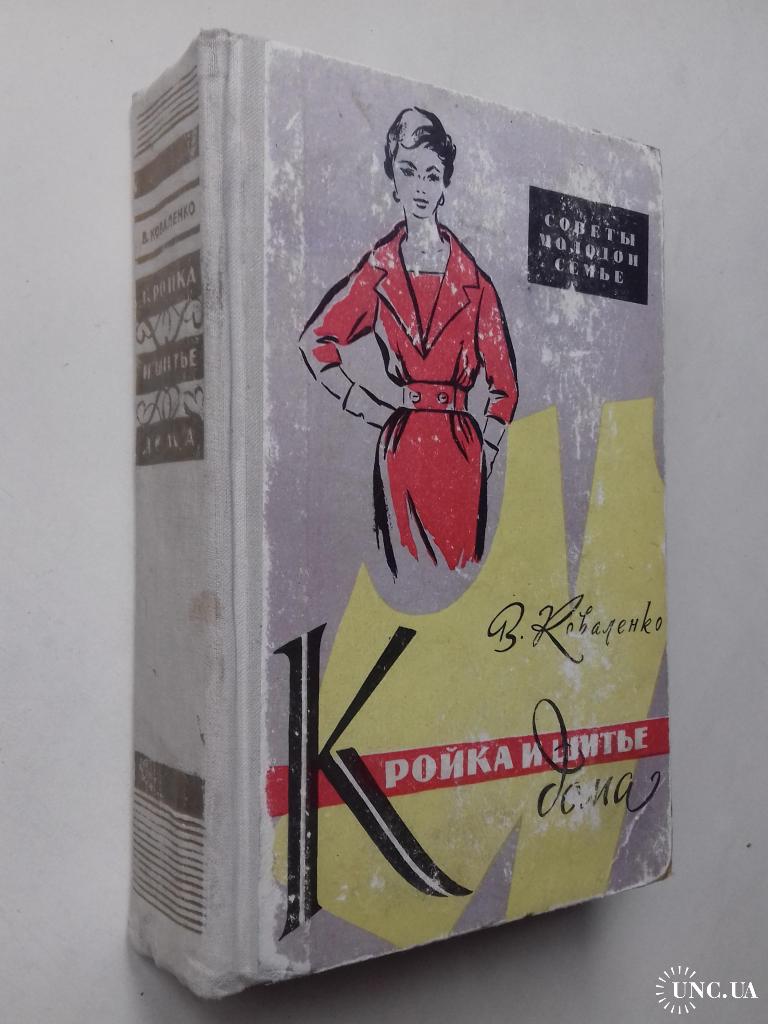 В. КОВАЛЕНКО
КРОЙКА
И ШИТЬЕ
ДОМА
СОВЕТЫ
МОЛОДОЙ
СЕМЬЕ
В. Коваленко
КРОЙКА И ШИТЬЕ
дома
UNC.UA